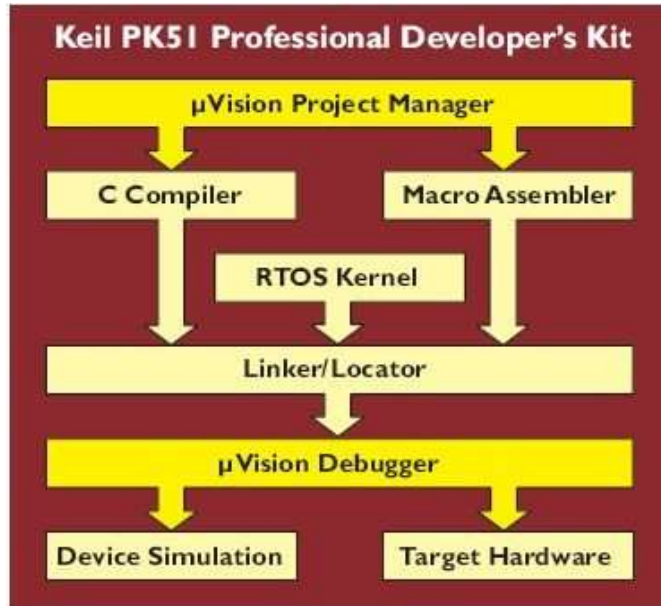 Keil PK51 Professional Developer's Kit
µVision Project Manager
C Compiler
Macro Assembler
RTOS Kernel
Linker/Locator
µVision Debugger
Device Simulation
Target Hardware